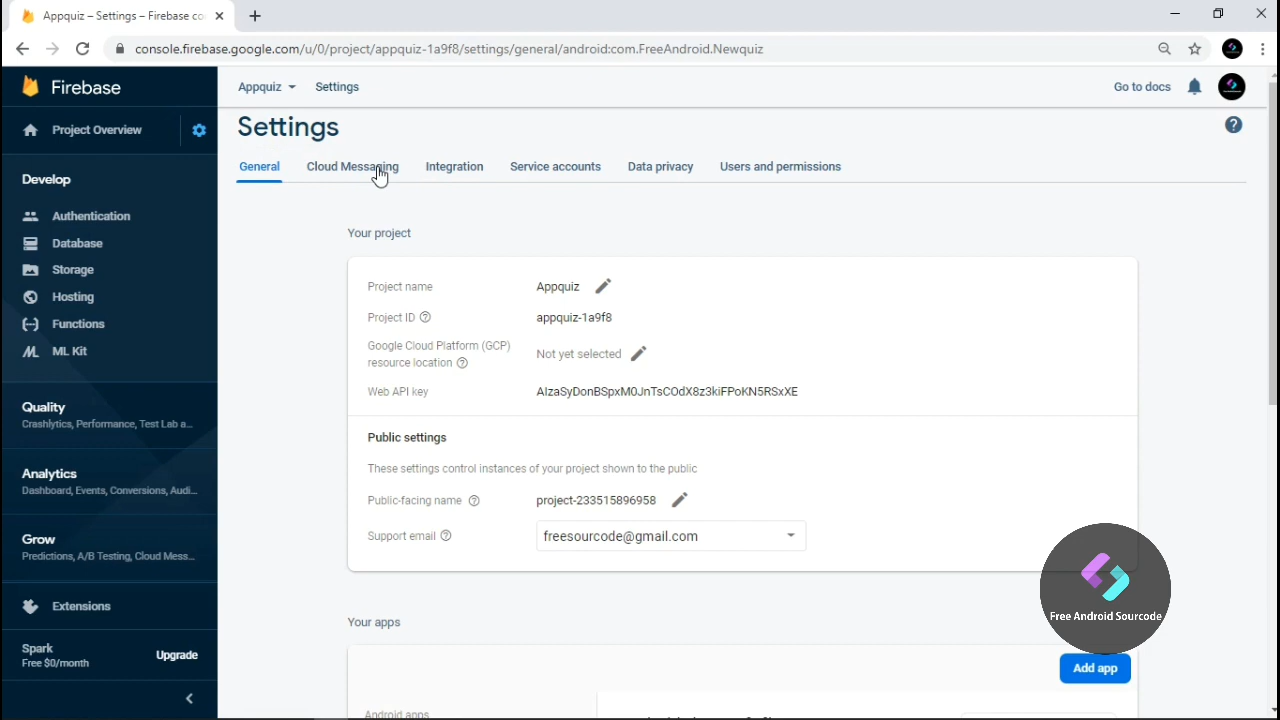 Appquiz – Settings – Firebase co
console.firebase.google.com/u/0/project/appquiz-1a9f8/settings/general/android:com.FreeAndroid.Newquiz
Firebase
Appquiz
Settings
Go to docs
Project Overview
Settings
General
Cloud Messaging
Integration
Service accounts
Data privacy
Users and permissions
Develop
Authentication
Database
Storage
Hosting
Functions
ML Kit
Quality
Crashlytics, Performance, Test Lab a...
Analytics
Dashboard, Events, Conversions, Audi...
Grow
Predictions, A/B Testing, Cloud Mess...
Extensions
Spark
Free $0/month
Upgrade
Your project
Project name
Appquiz
Project ID
appquiz-1a9f8
Google Cloud Platform (GCP)
resource location
Not yet selected
Web API key
AIzaSyDonBSpxM0JnTsCOdX8z3kiFPoKN5RSxXE
Public settings
These settings control instances of your project shown to the public
Public-facing name
project-233515896958
Support email
freesourcode@gmail.com
Free Android Sourcode
Your apps
Add app
Android apps